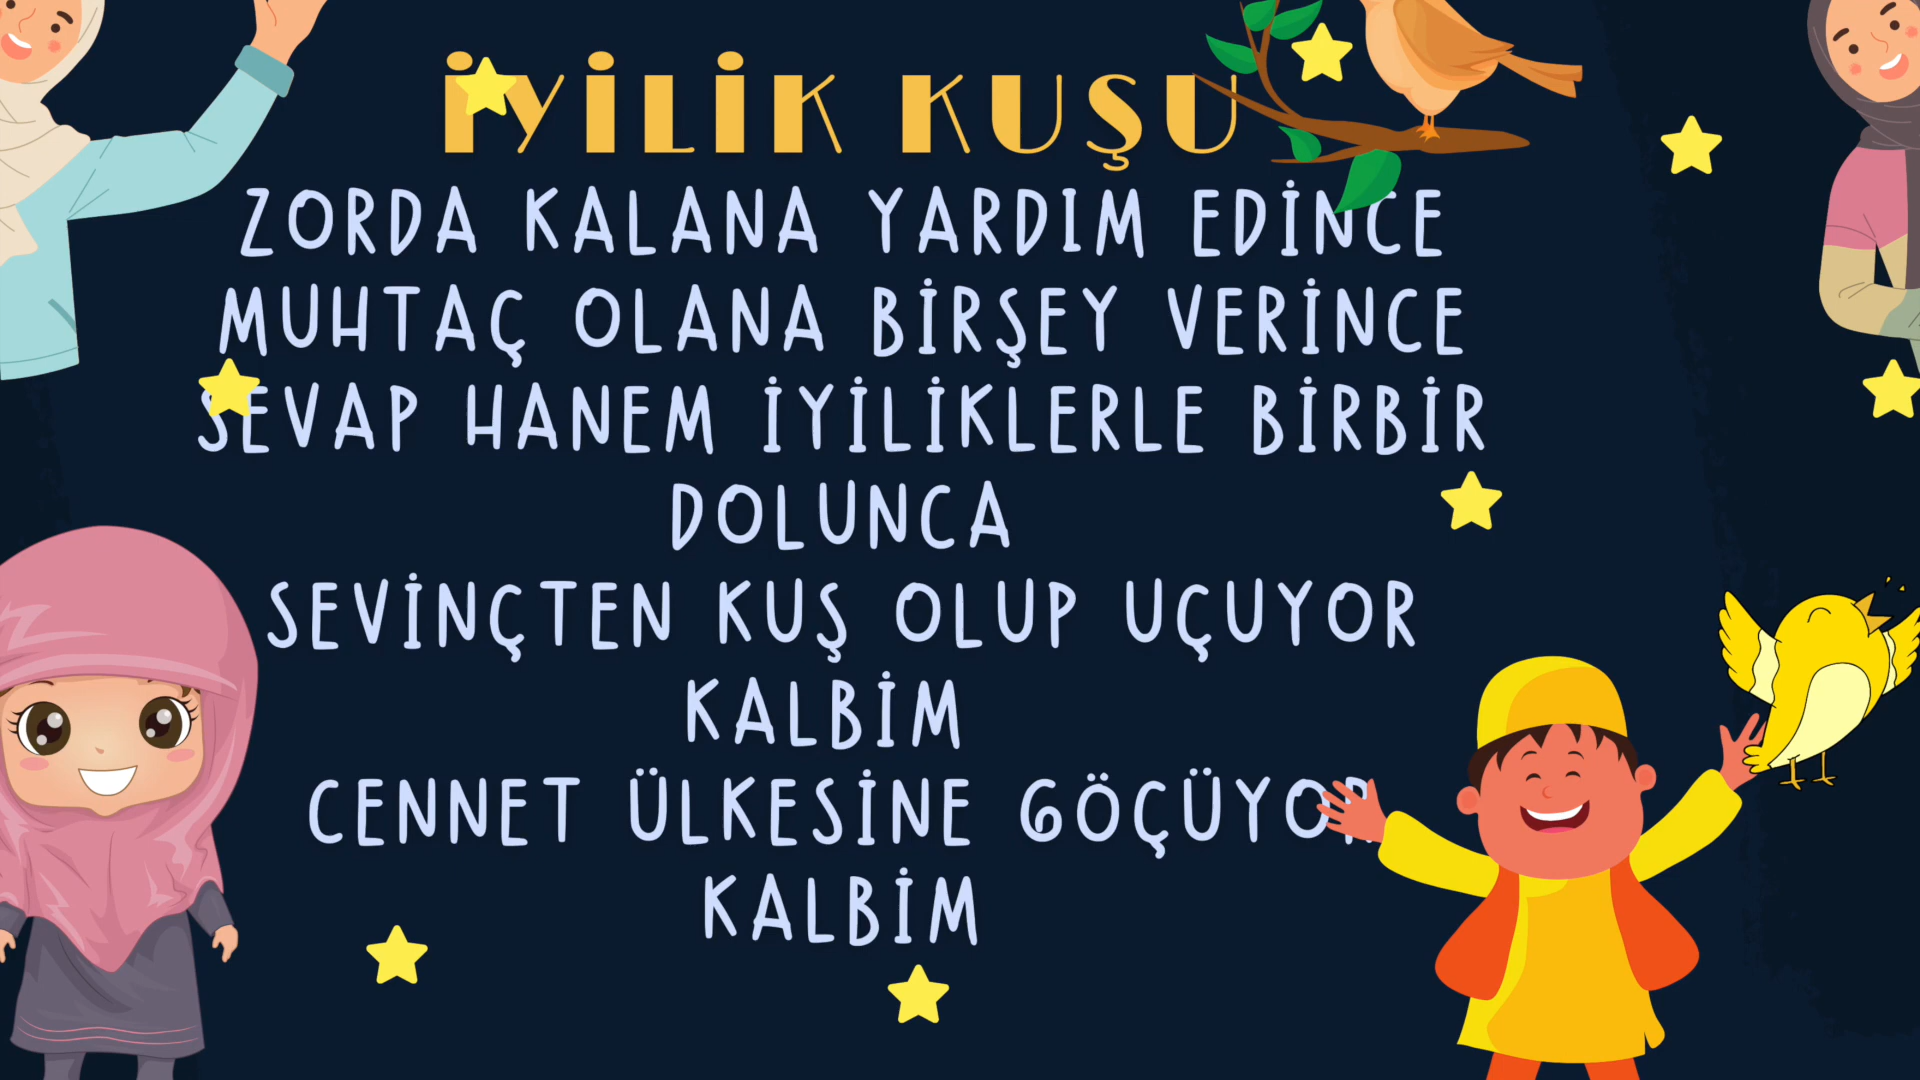 İYİLİK KUŞU
ZORDA KALANA YARDIM EDİNCE
MUHTAÇ OLANA BİRŞEY VERİNCE
SEVAP HANEM İYİLİKLERLE BİRBİR
DOLUNCA
SEVİNÇTEN KUŞ OLUP UÇUYOR
KALBİM
CENNET ÜLKESİNE GÖÇÜYOR
KALBİM